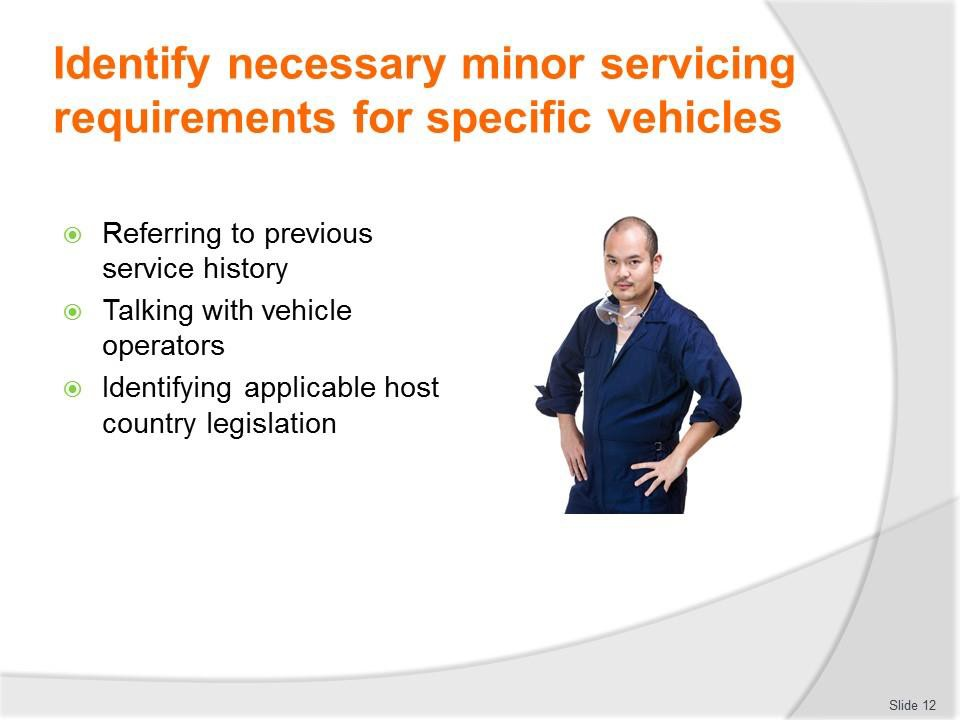 Identify necessary minor servicing
requirements for specific vehicles
Referring to previous
service history
Talking with vehicle
operators
Identifying applicable host
country legislation
Slide 12